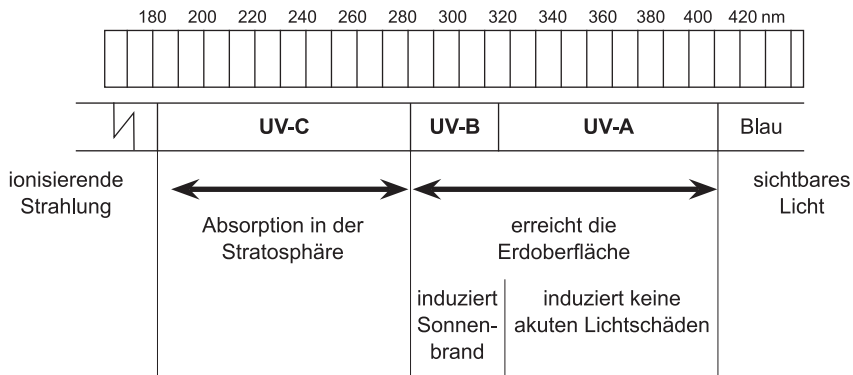 180 200 220 240 260 280 300 320 340 360 380 400 420 nm
UV-C UV-B UV-A Blau
ionisierende
Strahlung
Absorption in der
Stratosphäre
erreicht die
Erdoberfläche
sichtbares
Licht
induziert
Sonnen-
brand
induziert keine
akuten Lichtschäden